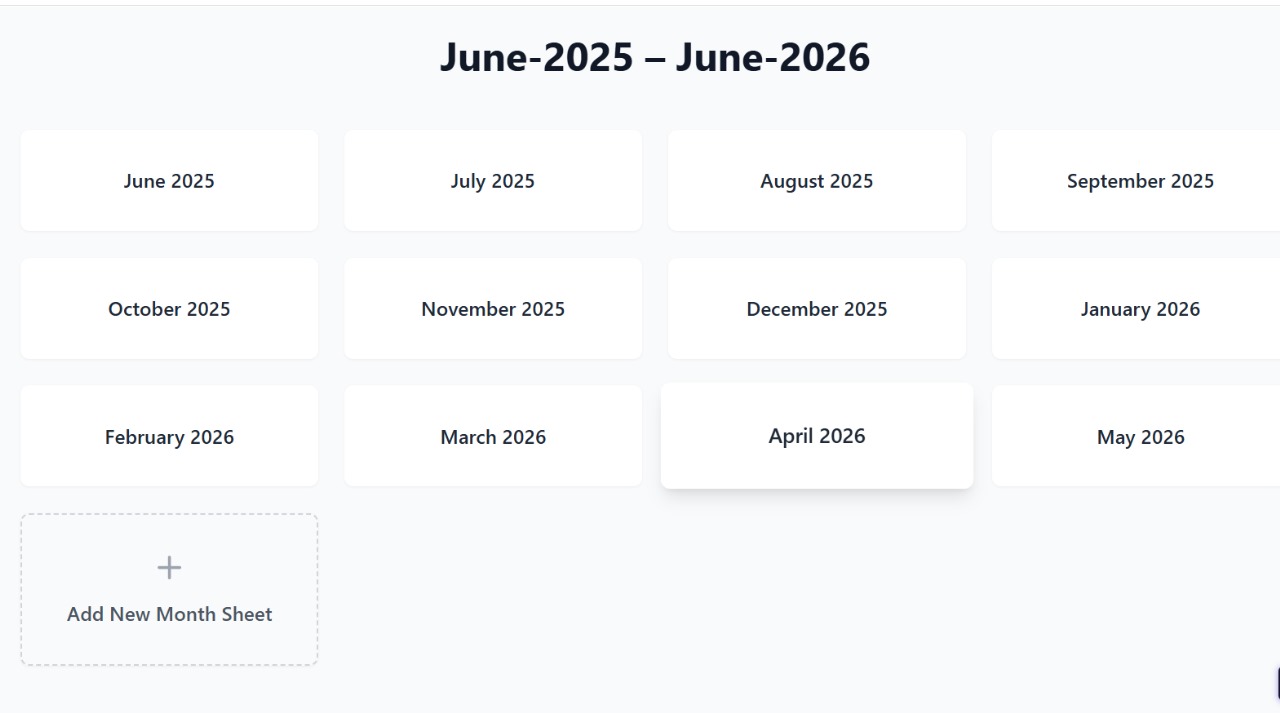 June-2025 – June-2026
June 2025
July 2025
August 2025
September 2025
October 2025
November 2025
December 2025
January 2026
February 2026
March 2026
April 2026
May 2026
Add New Month Sheet